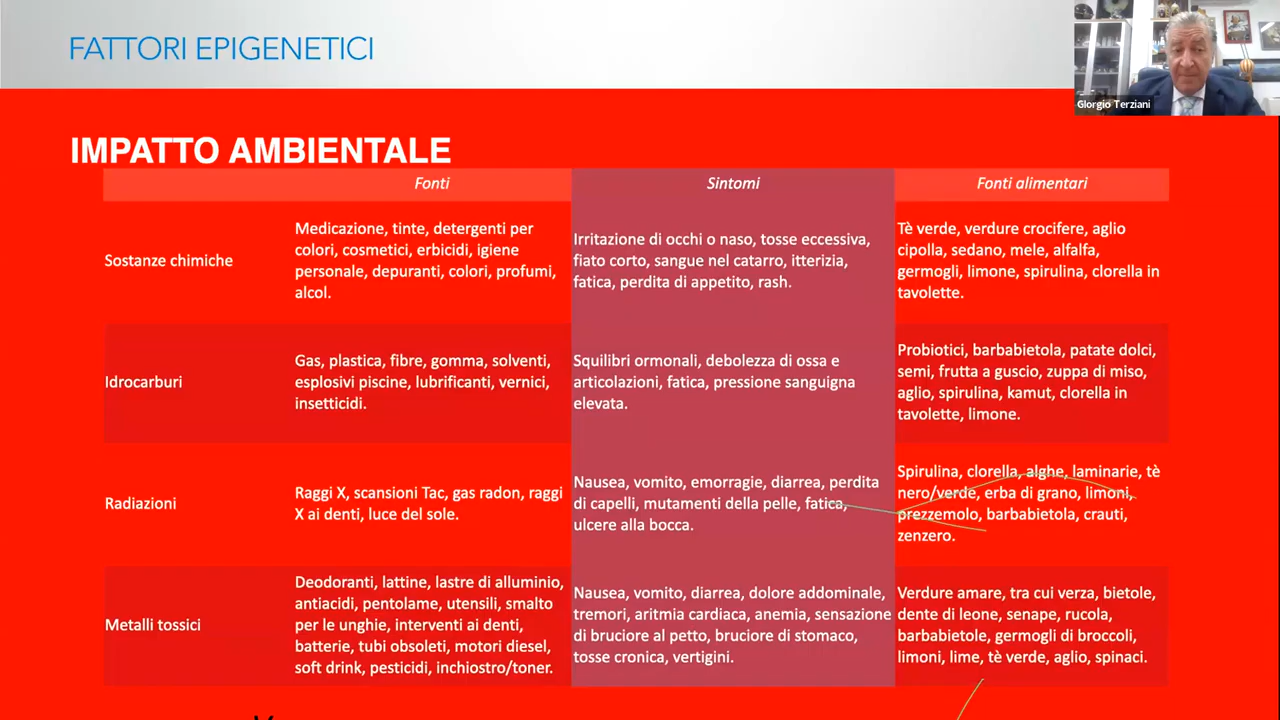 FATTORI EPIGENETICI
GIorgio Terziani
IMPATTO AMBIENTALE
Fonti
Sintomi
Fonti alimentari
Sostanze chimiche
Medicazione, tinte, detergenti per
colori, cosmetici, erbicidi, igiene
personale, depuranti, colori, profumi,
alcol.
Irritazione di occhi o naso, tosse eccessiva,
fiato corto, sangue nel catarro, itterizia,
fatica, perdita di appetito, rash.
Tè verde, verdure crocifere, aglio
cipolla, sedano, mele, alfalfa,
germogli, limone, spirulina, clorella in
tavolette.
Idrocarburi
Gas, plastica, fibre, gomma, solventi,
esplosivi piscine, lubrificanti, vernici,
insetticidi.
Squilibri ormonali, debolezza di ossa e
articolazioni, fatica, pressione sanguigna
elevata.
Probiotici, barbabietola, patate dolci,
semi, frutta a guscio, zuppa di miso,
aglio, spirulina, kamut, clorella in
tavolette, limone.
Radiazioni
Raggi X, scansioni Tac, gas radon, raggi
X ai denti, luce del sole.
Nausea, vomito, emorragie, diarrea, perdita
di capelli, mutamenti della pelle, fatica,
ulcere alla bocca.
Spirulina, clorella, alghe, laminarie, tè
nero/verde, erba di grano, limoni,
prezzemolo, barbabietola, crauti,
zenzero.
Metalli tossici
Deodoranti, lattine, lastre di alluminio,
antiacidi, pentolame, utensili, smalto
per le unghie, interventi ai denti,
batterie, tubi obsoleti, motori diesel,
soft drink, pesticidi, inchiostro/toner.
Nausea, vomito, diarrea, dolore addominale,
tremori, aritmia cardiaca, anemia, sensazione
di bruciore al petto, bruciore di stomaco,
tosse cronica, vertigini.
Verdure amare, tra cui verza, bietole,
dente di leone, senape, rucola,
barbabietole, germogli di broccoli,
limoni, lime, tè verde, aglio, spinaci.